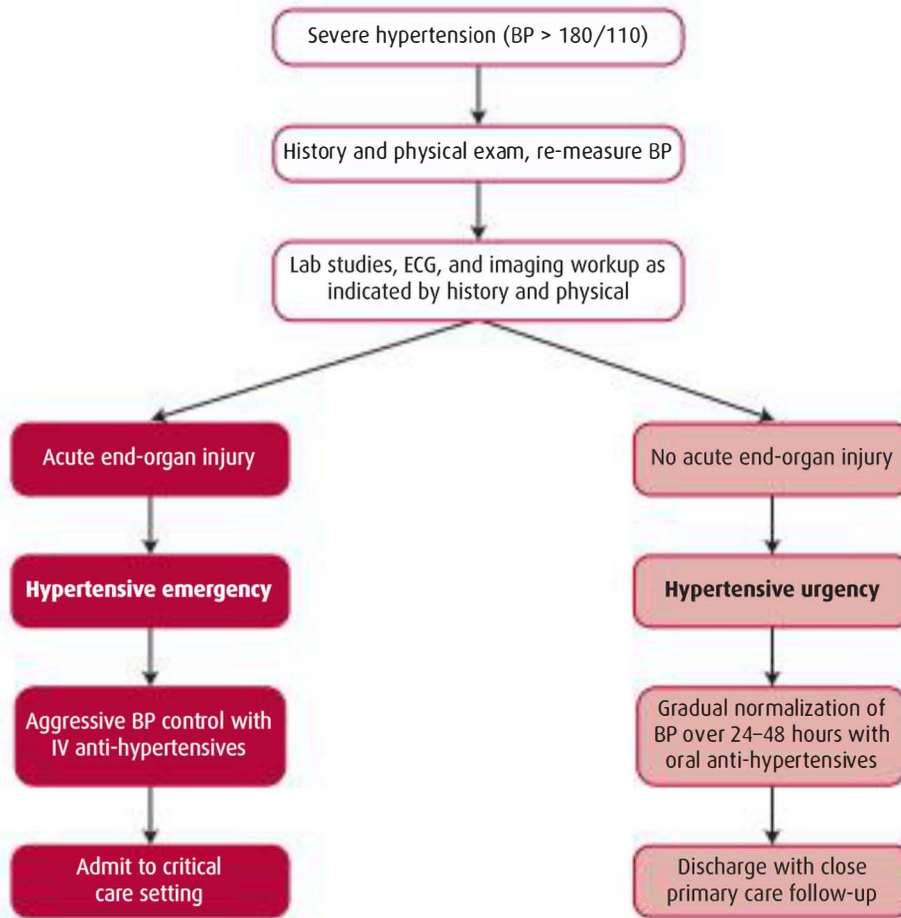 Severe hypertension (BP > 180/110)
History and physical exam, re-measure BP
Lab studies, ECG, and imaging workup as
indicated by history and physical
Acute end-organ injury
No acute end-organ injury
Hypertensive emergency
Hypertensive urgency
Aggressive BP control with
IV anti-hypertensives
Gradual normalization of
BP over 24–48 hours with
oral anti-hypertensives
Admit to critical
care setting
Discharge with close
primary care follow-up